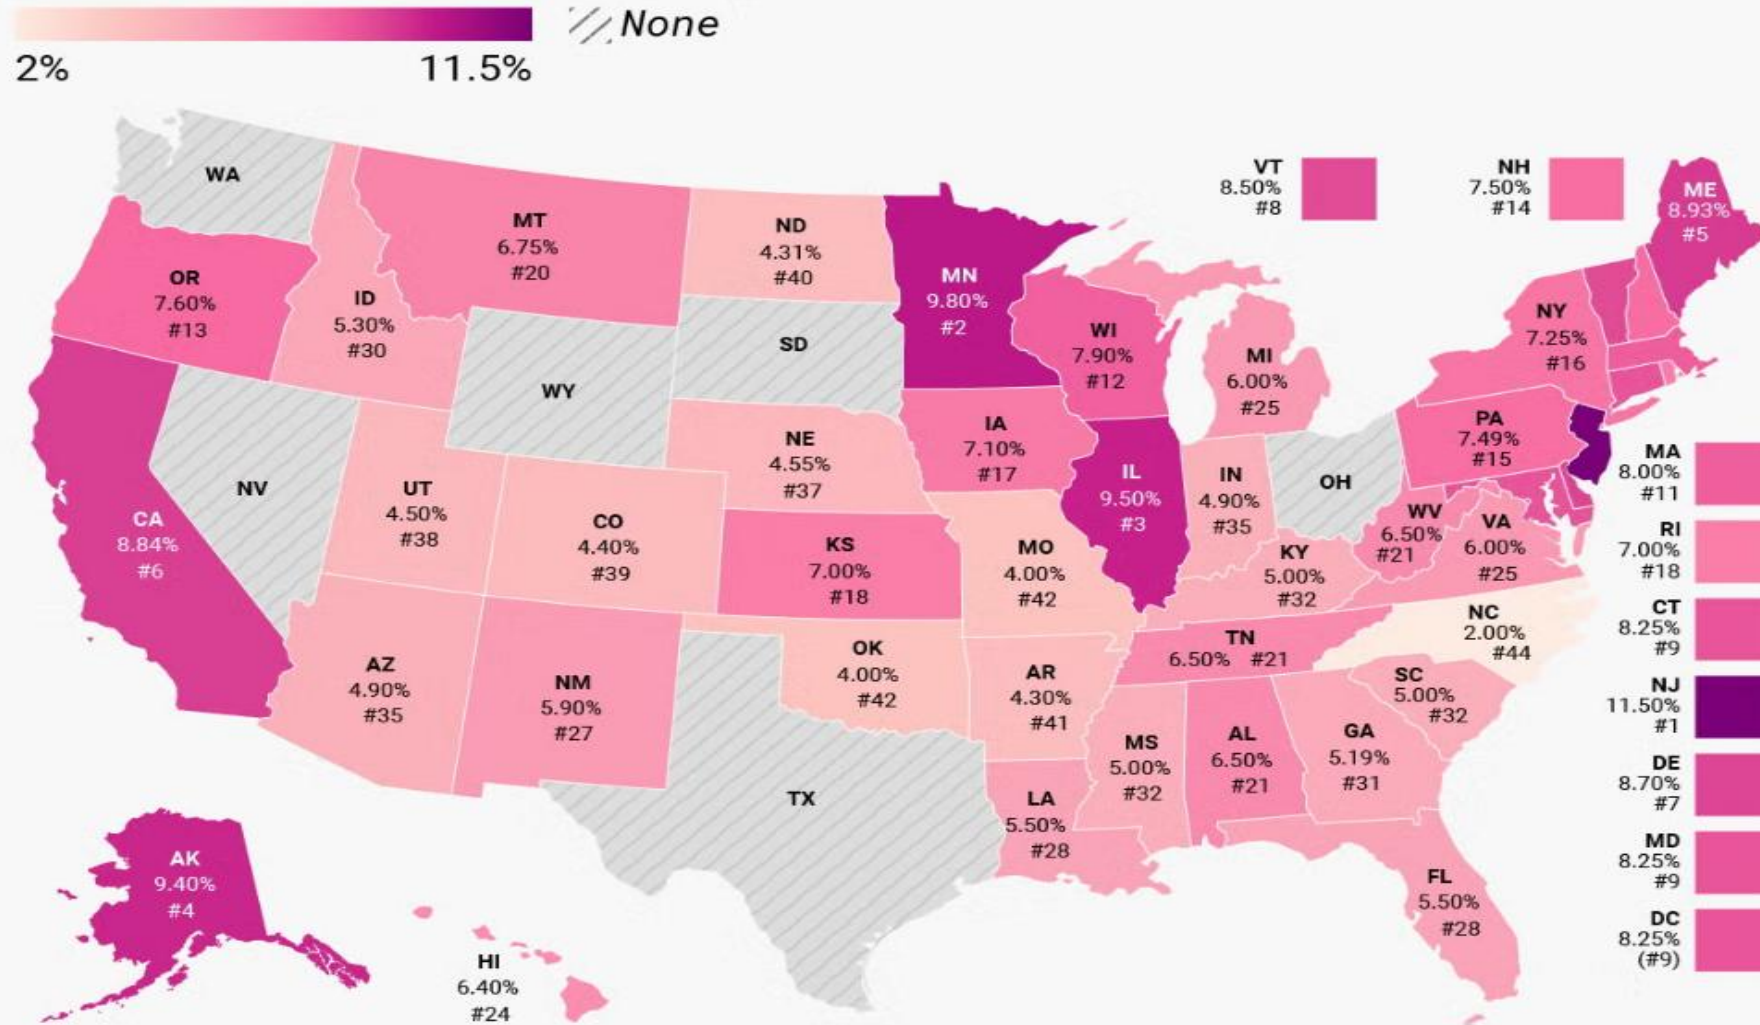 None
2%
11.5%
WA
VT
8.50%
#8
NH
7.50%
#14
ME
8.93%
#5
MT
6.75%
#20
ND
4.31%
#40
OR
7.60%
#13
ID
5.30%
#30
MN
9.80%
#2
WI
7.90%
#12
MI
6.00%
#25
NY
7.25%
#16
SD
WY
NE
4.55%
#37
IA
7.10%
#17
PA
7.49%
#15
MA
8.00%
#11
NV
UT
4.50%
#38
CO
4.40%
#39
CA
8.84%
#6
KS
7.00%
#18
MO
4.00%
#42
IL
9.50%
#3
IN
4.90%
#35
OH
KY
5.00%
#32
WV
6.50%
#21
VA
6.00%
#25
RI
7.00%
#18
CT
8.25%
#9
NC
2.00%
#44
TN
6.50% #21
AZ
4.90%
#35
NM
5.90%
#27
OK
4.00%
#42
AR
4.30%
#41
SC
5.00%
#32
NJ
11.50%
#1
MS
5.00%
#32
AL
6.50%
#21
GA
5.19%
#31
DE
8.70%
#7
TX
LA
5.50%
#28
MD
8.25%
#9
AK
9.40%
#4
FL
5.50%
#28
DC
8.25%
(#9)
HI
6.40%
#24